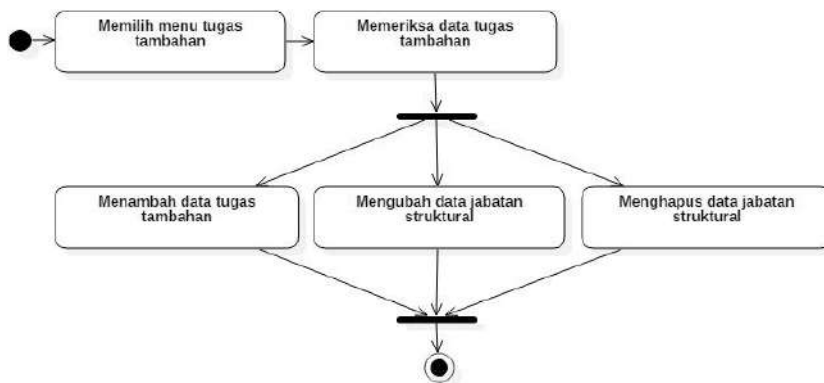 Memilih menu tugas
tambahan
Memeriksa data tugas
tambahan
Menambah data tugas
tambahan
Mengubah data jabatan
struktural
Menghapus data jabatan
struktural